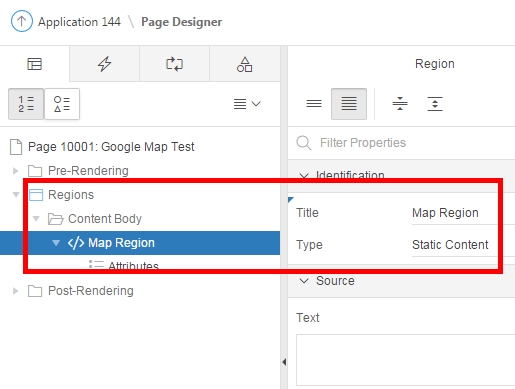 Application 144 \ Page Designer
Region
Filter Properties
Page 10001: Google Map Test
Pre-Rendering
Identification
Regions
Title Map Region
Content Body
Map Region
Type Static Content
Attributes
Source
Post-Rendering
Text